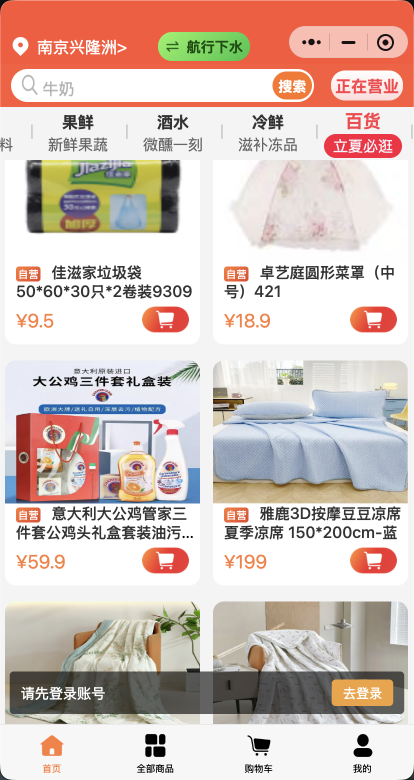 南京兴隆洲>
航行下水
牛奶
搜索
正在营业
料
果鲜
酒水
冷鲜
百货
新鲜果蔬
微醺一刻
滋补冻品
立夏必逛
自营 佳滋家垃圾袋
50*60*30只*2卷装9309
¥9.5
自营 卓艺庭圆形菜罩（中
号）421
¥18.9
意大利原装进口
大公鸡三件套礼盒装
自营 意大利大公鸡管家三
件套公鸡头礼盒套装油污...
¥59.9
自营 雅鹿3D按摩豆豆凉席
夏季凉席 150*200cm-蓝
¥199
请先登录账号
去登录
首页
全部商品
购物车
我的